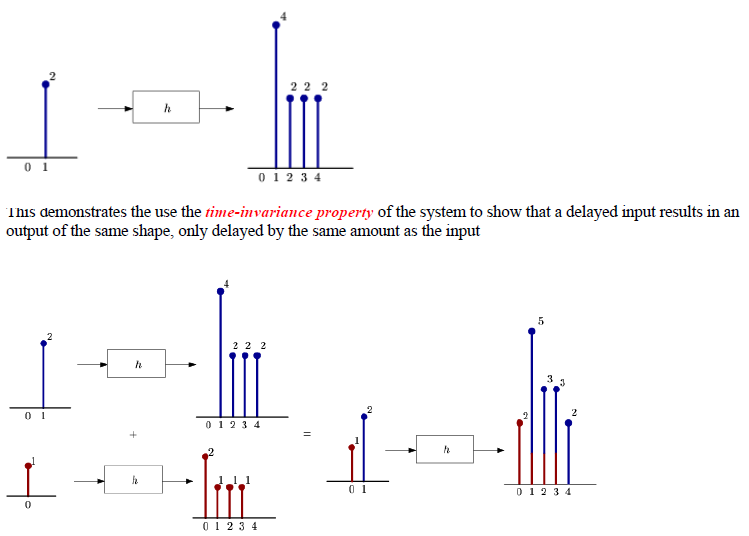 4
2
2 2 2
h
0 1
0 1 2 3 4
This demonstrates the use the time-invariance property of the system to show that a delayed input results in an
output of the same shape, only delayed by the same amount as the input
4
5
2
2 2 2
h
3 3
2
1
2
2
0 1
0 1 2 3 4
+
=
h
1
2
h
1 1 1
0 1
0 1 2 3 4
0
0 1 2 3 4